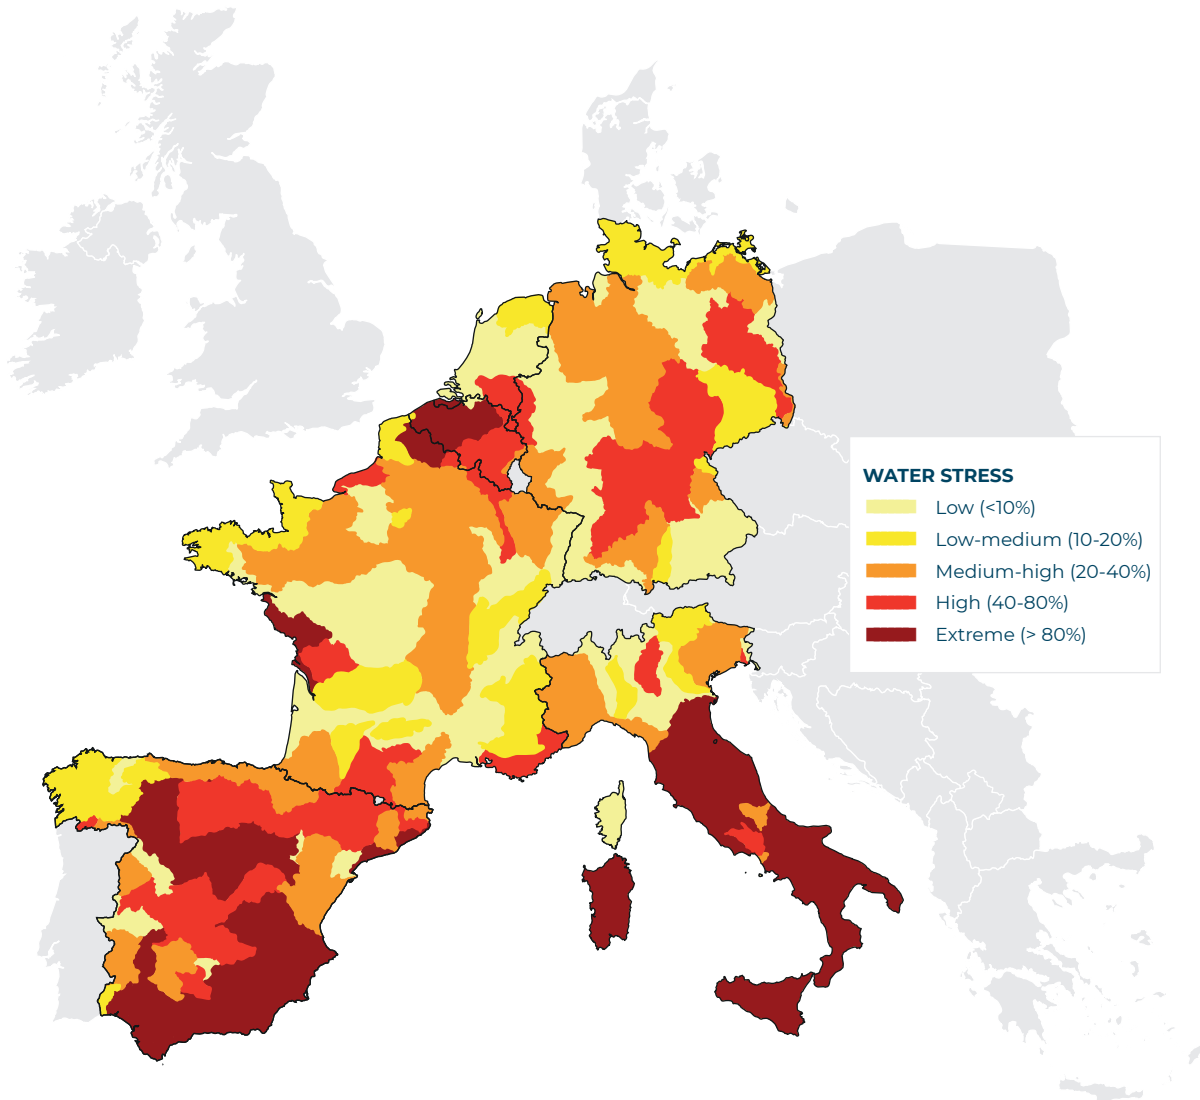 WATER STRESS
Low (<10%)
Low-medium (10-20%)
Medium-high (20-40%)
High (40-80%)
Extreme (> 80%)